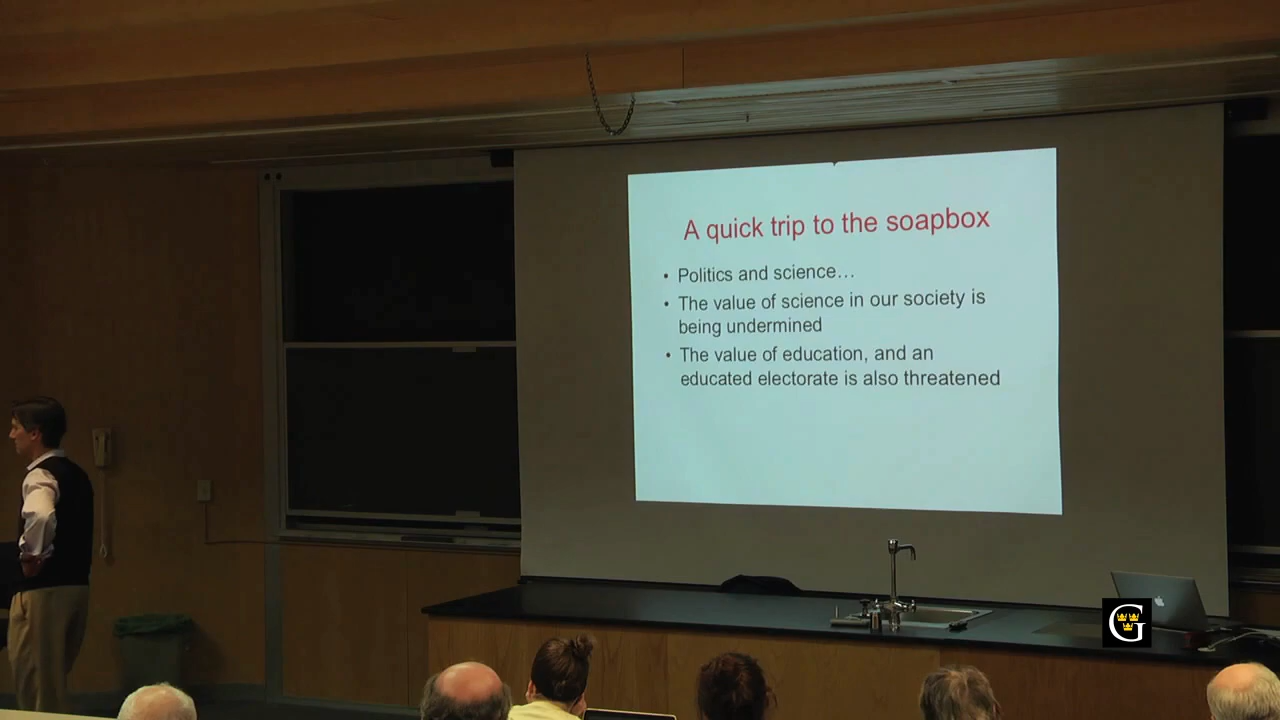 A quick trip to the soapbox
• Politics and science…
• The value of science in our society is
being undermined
• The value of education, and an
educated electorate is also threatened
G